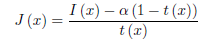 J (x) = I (x) − α (1 − t (x)) / t (x)